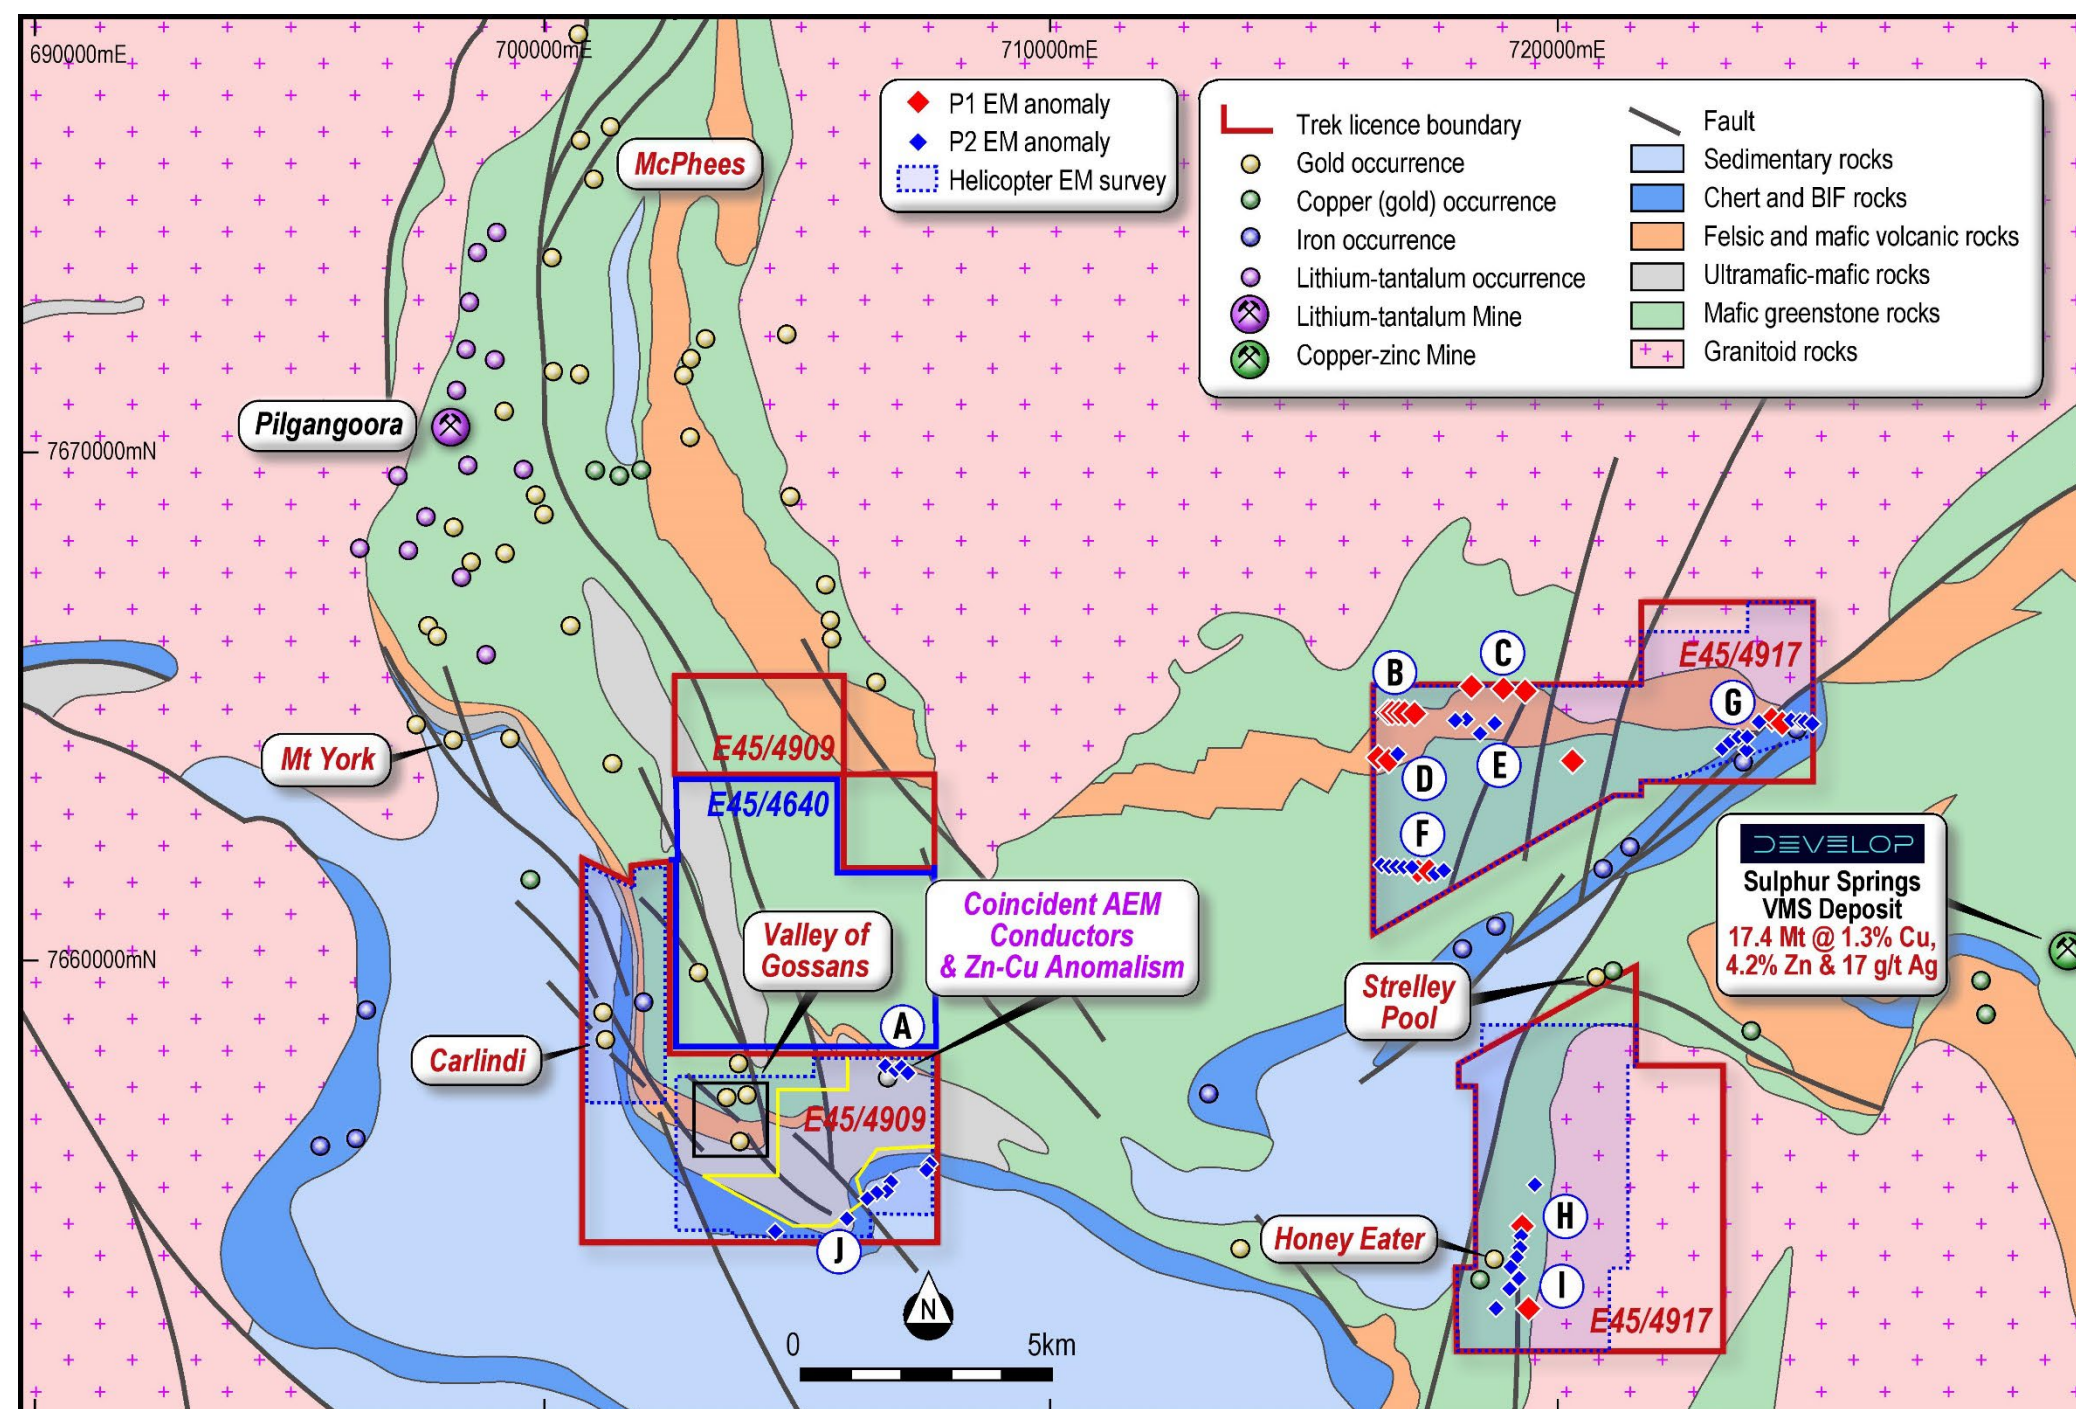 690000mE
700000mE
710000mE
720000mE
P1 EM anomaly
P2 EM anomaly
Helicopter EM survey
Trek licence boundary
Gold occurrence
Copper (gold) occurrence
Iron occurrence
Lithium-tantalum occurrence
Lithium-tantalum Mine
Copper-zinc Mine
Fault
Sedimentary rocks
Chert and BIF rocks
Felsic and mafic volcanic rocks
Ultramafic-mafic rocks
Mafic greenstone rocks
Granitoid rocks
McPhees
Pilgangoora
7670000mN
Mt York
E45/4909
E45/4640
B
C
E45/4917
G
D
E
F
DEVELOP
Sulphur Springs
VMS Deposit
17.4 Mt @ 1.3% Cu,
4.2% Zn & 17 g/t Ag
Valley of
Gossans
Coincident AEM
Conductors
& Zn-Cu Anomalism
7660000mN
Strelley
Pool
A
Carlindi
E45/4909
J
Honey Eater
H
I
E45/4917
N
0
5km